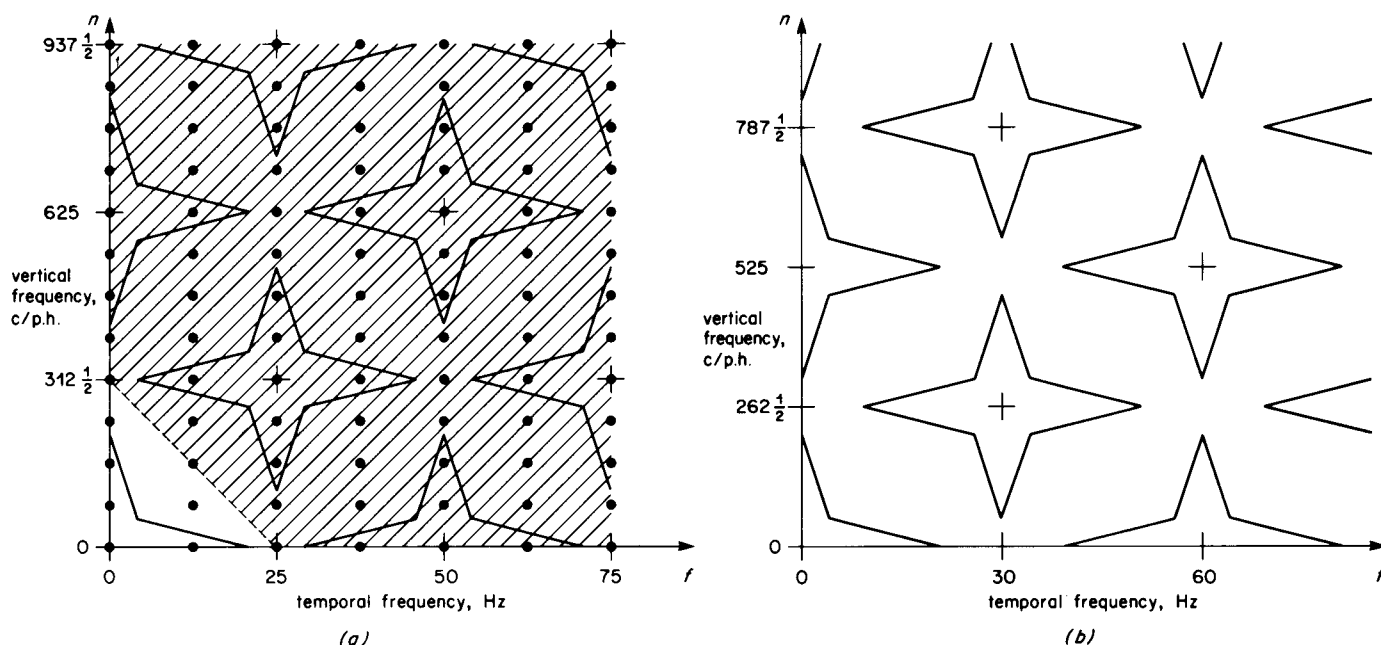 n
937 ½
625
vertical
frequency,
c/p.h.
312 ½
0
0 25 50 75 f
temporal frequency, Hz
(a)
n
787 ½
525
vertical
frequency,
c/p.h.
262 ½
0
0 30 60 f
temporal frequency, Hz
(b)